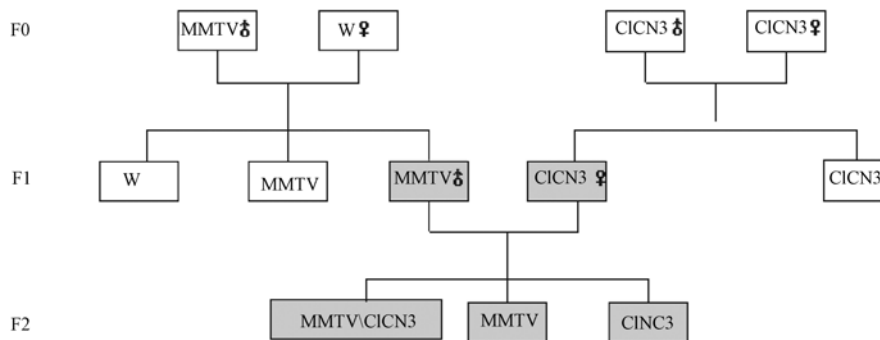 F0 MMTV♂ W♀ ClCN3♂ ClCN3♀
F1 W MMTV MMTV♂ ClCN3♀ ClCN3
F2 MMTV\ClCN3 MMTV ClNC3